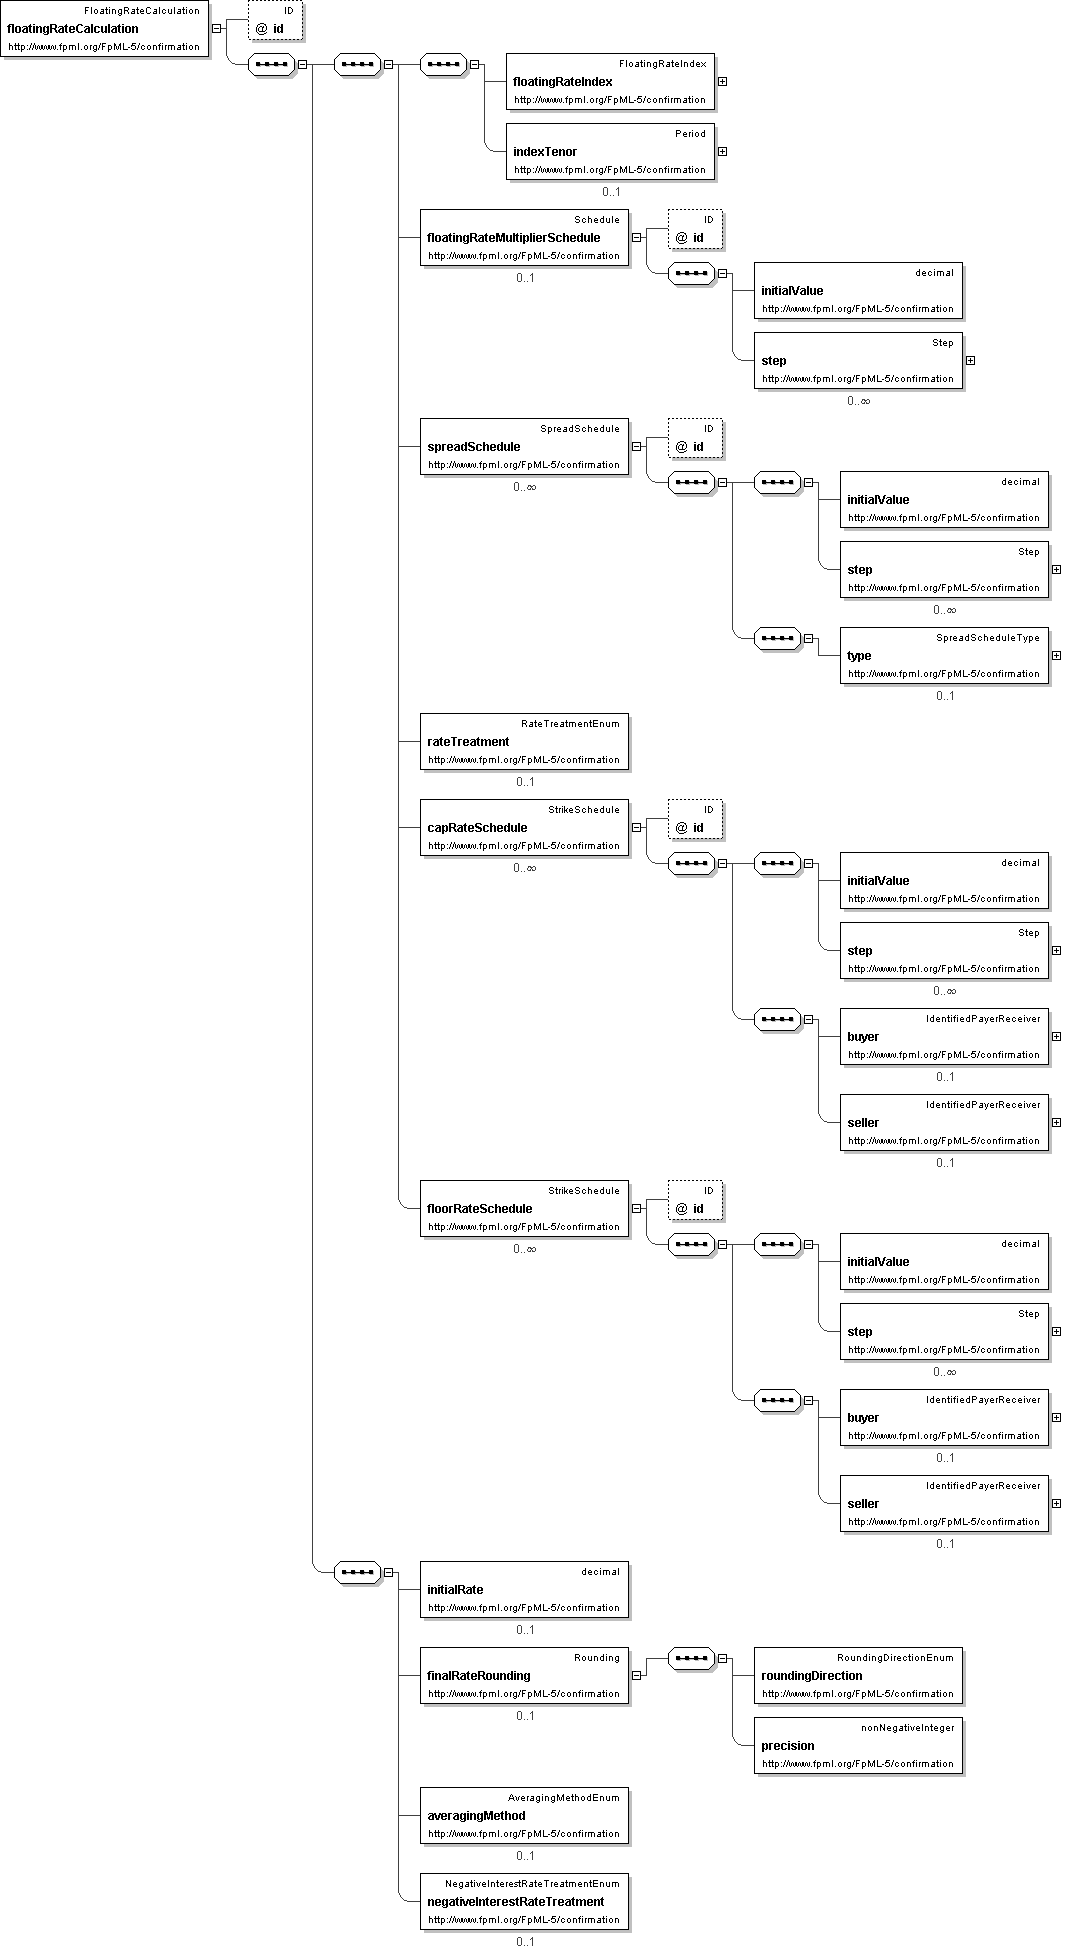 FloatingRateCalculation
floatingRateCalculation
http://www.fpml.org/FpML-5/confirmation
ID
@ id
FloatingRateIndex
floatingRateIndex
http://www.fpml.org/FpML-5/confirmation
Period
indexTenor
http://www.fpml.org/FpML-5/confirmation
0..1
Schedule
floatingRateMultiplierSchedule
http://www.fpml.org/FpML-5/confirmation
0..1
ID
@ id
decimal
initialValue
http://www.fpml.org/FpML-5/confirmation
Step
step
http://www.fpml.org/FpML-5/confirmation
0..∞
SpreadSchedule
spreadSchedule
http://www.fpml.org/FpML-5/confirmation
0..∞
ID
@ id
decimal
initialValue
http://www.fpml.org/FpML-5/confirmation
Step
step
http://www.fpml.org/FpML-5/confirmation
0..∞
SpreadScheduleType
type
http://www.fpml.org/FpML-5/confirmation
0..1
RateTreatmentEnum
rateTreatment
http://www.fpml.org/FpML-5/confirmation
0..1
StrikeSchedule
capRateSchedule
http://www.fpml.org/FpML-5/confirmation
0..∞
ID
@ id
decimal
initialValue
http://www.fpml.org/FpML-5/confirmation
Step
step
http://www.fpml.org/FpML-5/confirmation
0..∞
IdentifiedPayerReceiver
buyer
http://www.fpml.org/FpML-5/confirmation
0..1
IdentifiedPayerReceiver
seller
http://www.fpml.org/FpML-5/confirmation
0..1
StrikeSchedule
floorRateSchedule
http://www.fpml.org/FpML-5/confirmation
0..∞
ID
@ id
decimal
initialValue
http://www.fpml.org/FpML-5/confirmation
Step
step
http://www.fpml.org/FpML-5/confirmation
0..∞
IdentifiedPayerReceiver
buyer
http://www.fpml.org/FpML-5/confirmation
0..1
IdentifiedPayerReceiver
seller
http://www.fpml.org/FpML-5/confirmation
0..1
decimal
initialRate
http://www.fpml.org/FpML-5/confirmation
0..1
Rounding
finalRateRounding
http://www.fpml.org/FpML-5/confirmation
0..1
RoundingDirectionEnum
roundingDirection
http://www.fpml.org/FpML-5/confirmation
nonNegativeInteger
precision
http://www.fpml.org/FpML-5/confirmation
AveragingMethodEnum
averagingMethod
http://www.fpml.org/FpML-5/confirmation
0..1
NegativeInterestRateTreatmentEnum
negativeInterestRateTreatment
http://www.fpml.org/FpML-5/confirmation
0..1